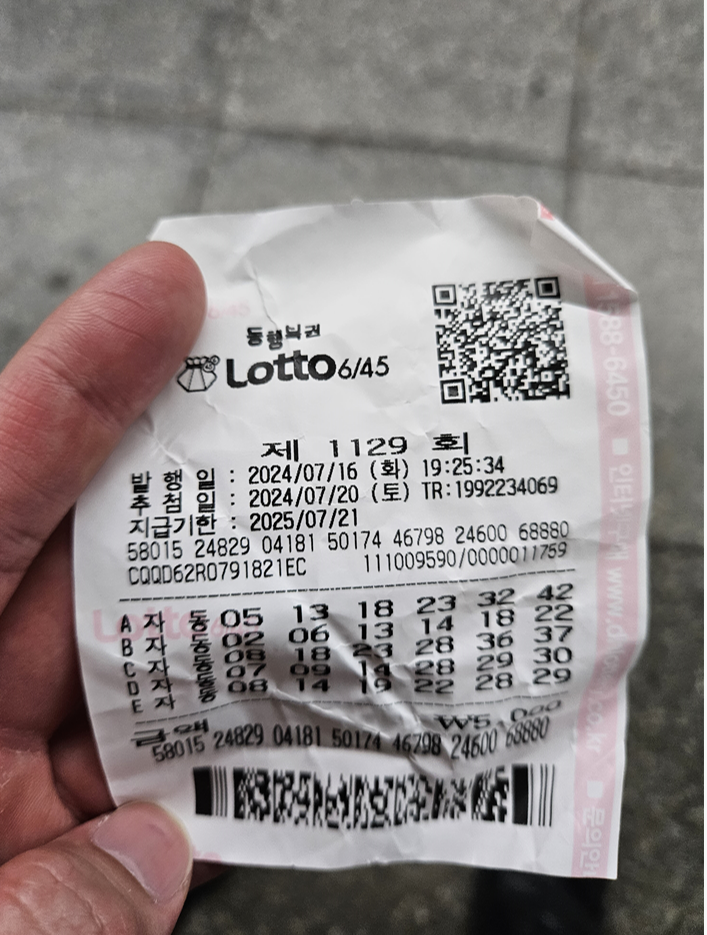 동행복권
Lotto 6/45
제 1129 회
발 행 일 : 2024/07/16 (화) 19:25:34
추 첨 일 : 2024/07/20 (토) TR:1992234069
지급기한 : 2025/07/21
58015 24829 04181 50174 46798 24600 68880
CQQD62R0791821EC 111009590/0000011759
A 자 동 05 13 18 23 32 42
B 자 동 02 06 13 14 18 22
C 자 동 08 18 23 28 36 37
D 자 동 07 09 14 28 29 30
E 자 동 08 14 19 22 28 29
금 액 ₩5,000
58015 24829 04181 50174 46798 24600 68880
88-6450